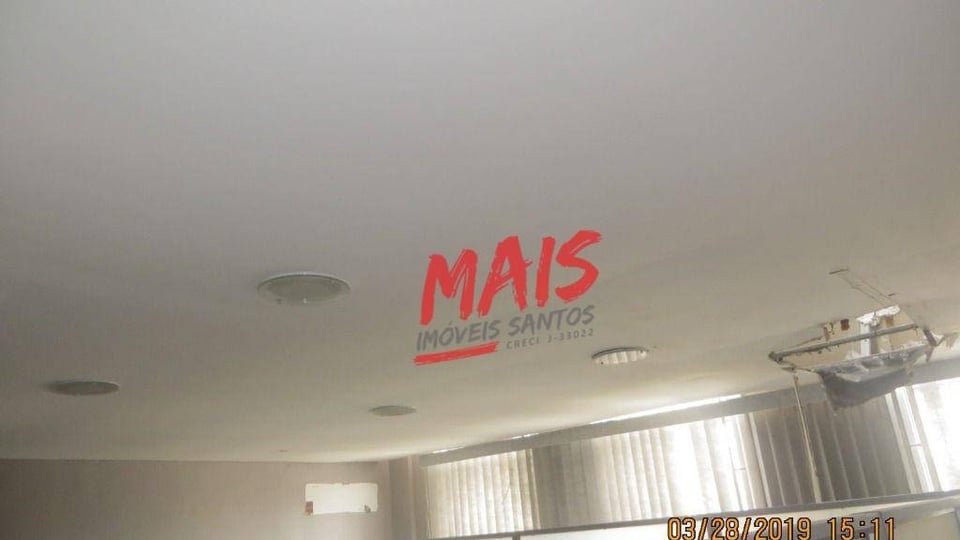 MAIS
IMÓVEIS SANTOS
CRECI J-33022
03/28/2019 15:11